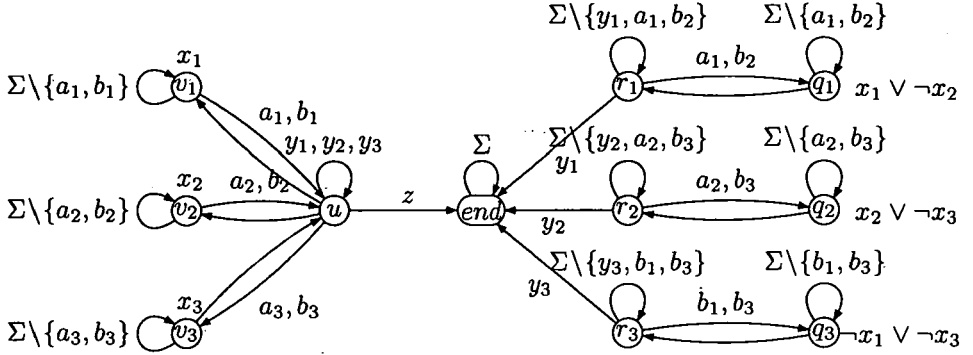 Σ\{y₁, a₁, b₂}
Σ\{a₁, b₂}
x₁
Σ\{a₁, b₁}
v₁
a₁, b₁
r₁
a₁, b₂
q₁
x₁ ∨ ¬x₂
y₁, y₂, y₃
Σ
Σ\{y₂, a₂, b₃}
Σ\{a₂, b₃}
y₁
x₂
a₂, b₂
Σ\{a₂, b₂}
v₂
u
z
end
y₂
r₂
a₂, b₃
q₂
x₂ ∨ ¬x₃
Σ\{y₃, b₁, b₃}
Σ\{b₁, b₃}
x₃
a₃, b₃
y₃
Σ\{a₃, b₃}
v₃
r₃
b₁, b₃
q₃
¬x₁ ∨ ¬x₃